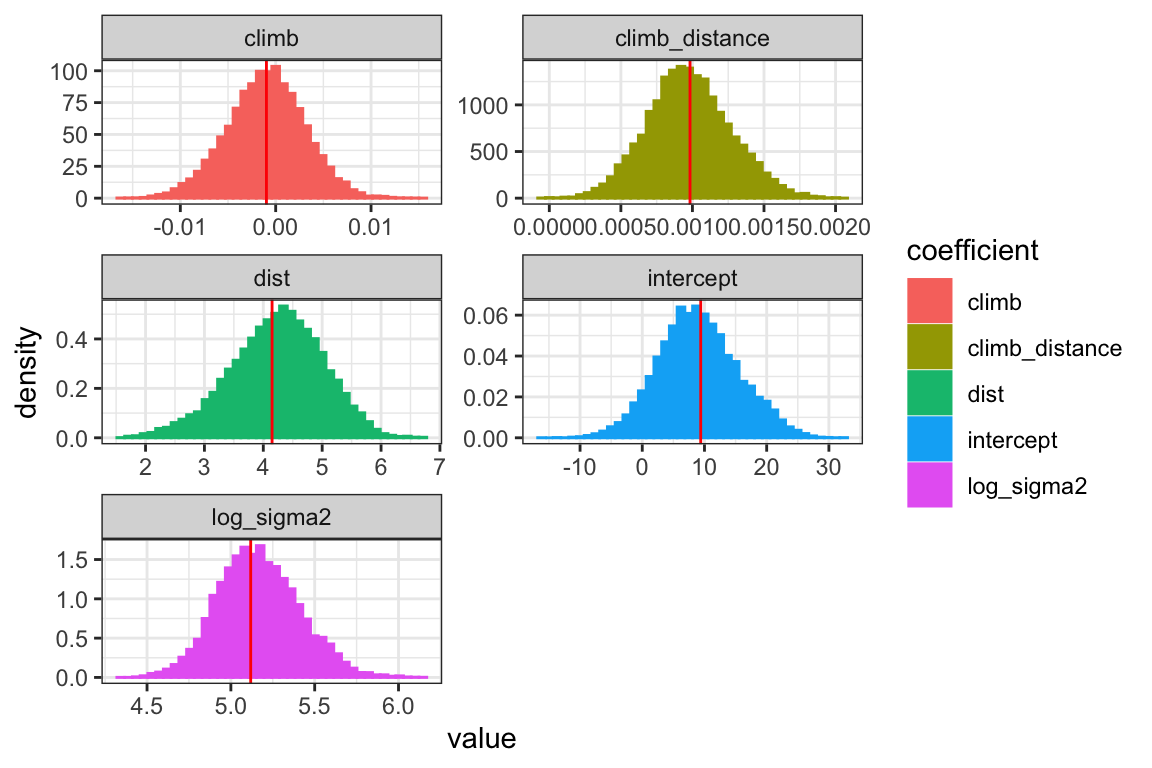 climb
climb_distance
100
75
50
25
0
1000
500
0
-0.01 0.00 0.01
0.00000.00050.00100.00150.0020
dist
intercept
0.4
0.2
0.0
0.06
0.04
0.02
0.00
2 3 4 5 6 7
-10 0 10 20 30
log_sigma2
1.5
1.0
0.5
0.0
4.5 5.0 5.5 6.0
density
value
coefficient
climb
climb_distance
dist
intercept
log_sigma2